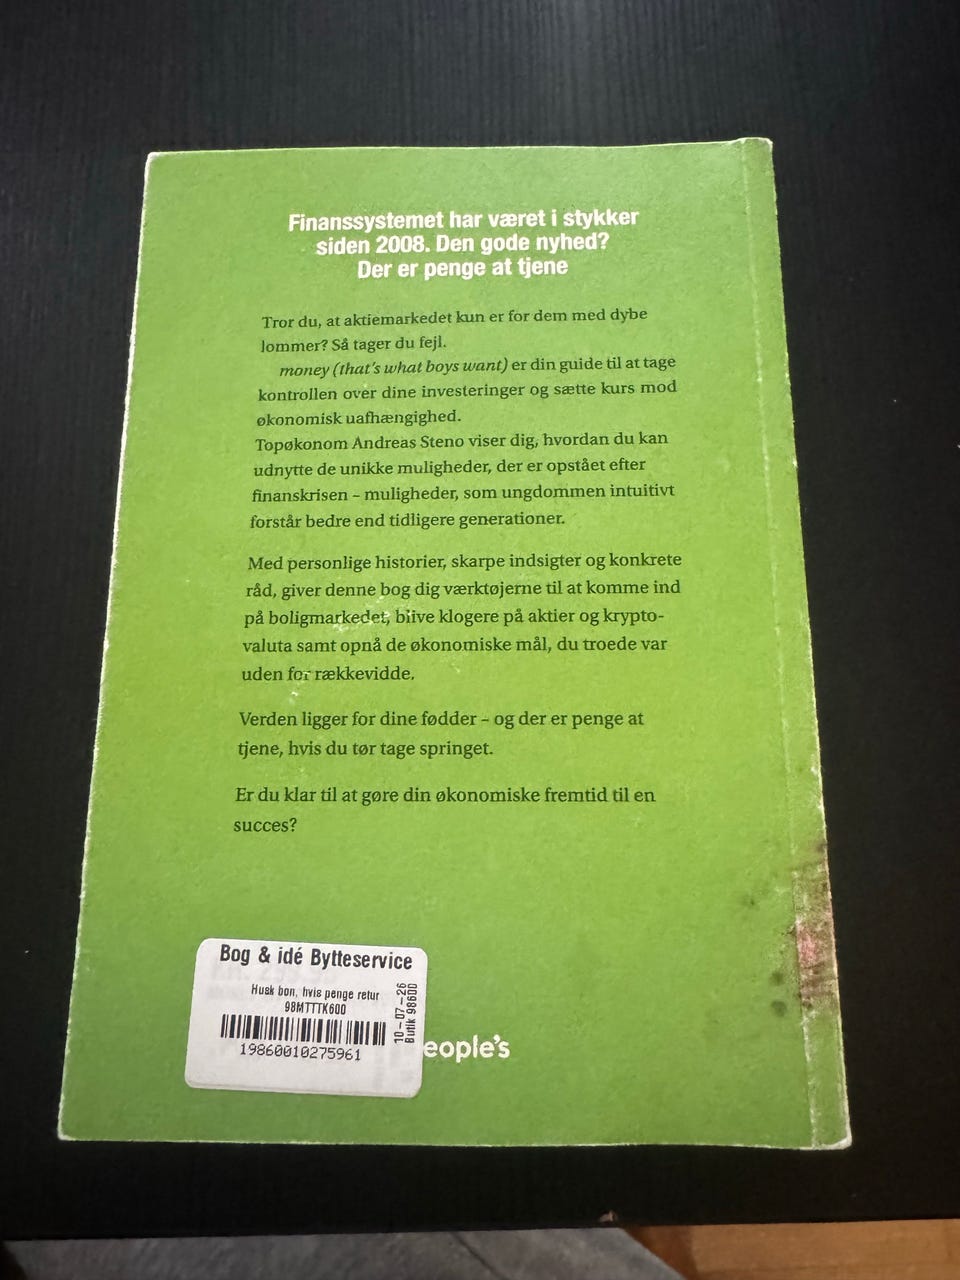 Finanssystemet har været i stykker
siden 2008. Den gode nyhed?
Der er penge at tjene
Tror du, at aktiemarkedet kun er for dem med dybe
lommer? Så tager du fejl.
money (that's what boys want) er din guide til at tage
kontrollen over dine investeringer og sætte kurs mod
økonomisk uafhængighed.
Topøkonom Andreas Steno viser dig, hvordan du kan
udnytte de unikke muligheder, der er opstået efter
finanskrisen – muligheder, som ungdommen intuitivt
forstår bedre end tidligere generationer.
Med personlige historier, skarpe indsigter og konkrete
råd, giver denne bog dig værktøjerne til at komme ind
på boligmarkedet, blive klogere på aktier og krypto-
valuta samt opnå de økonomiske mål, du troede var
uden for rækkevidde.
Verden ligger for dine fødder – og der er penge at
tjene, hvis du tør tage springet.
Er du klar til at gøre din økonomiske fremtid til en
succes?
Bog & idé Bytteservice
Husk bon, hvis penge retur
98MTTTK600
19860010275961
10-07-26
Butik 98600
eople's